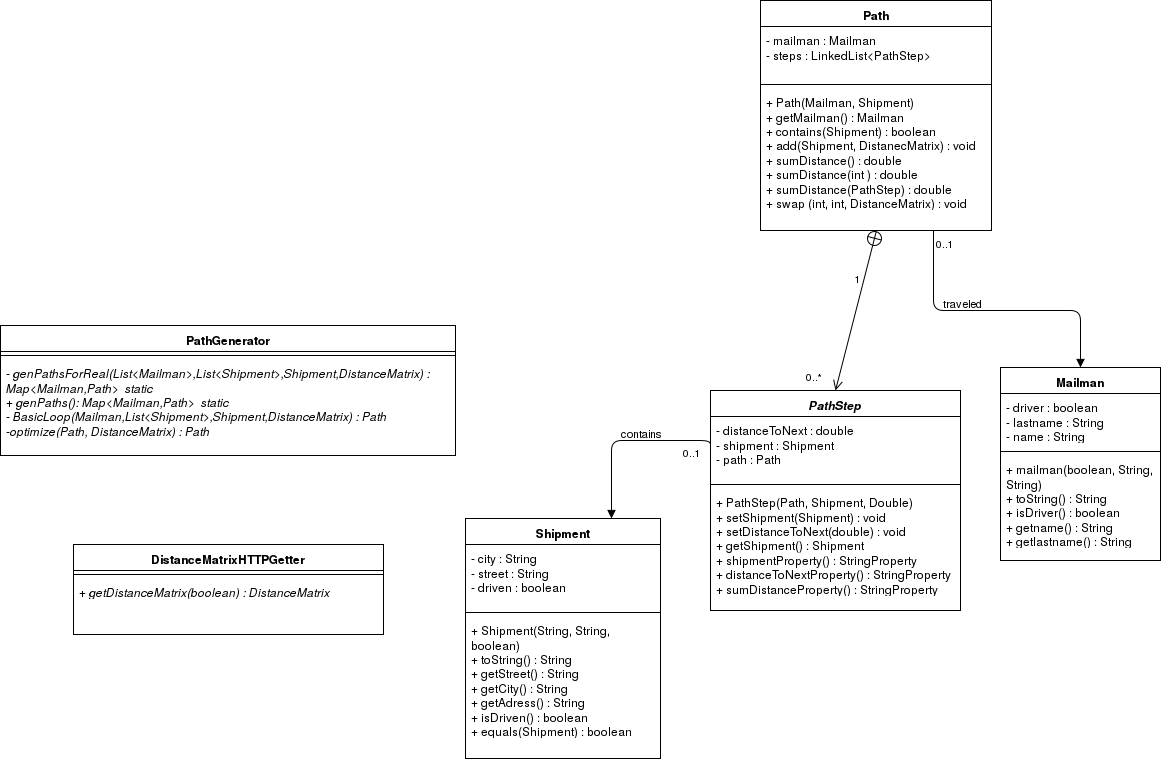 Path
- mailman : Mailman
- steps : LinkedList<PathStep>
+ Path(Mailman, Shipment)
+ getMailman() : Mailman
+ contains(Shipment) : boolean
+ add(Shipment, DistanecMatrix) : void
+ sumDistance() : double
+ sumDistance(int ) : double
+ sumDistance(PathStep) : double
+ swap (int, int, DistanceMatrix) : void
0..1
1
traveled
0..*
PathGenerator
- genPathsForReal(List<Mailman>,List<Shipment>,Shipment,DistanceMatrix) :
Map<Mailman,Path>  static
+ genPaths(): Map<Mailman,Path>  static
- BasicLoop(Mailman,List<Shipment>,Shipment,DistanceMatrix) : Path
-optimize(Path, DistanceMatrix) : Path
Mailman
- driver : boolean
- lastname : String
- name : String
+ mailman(boolean, String,
String)
+ toString() : String
+ isDriver() : boolean
+ getname() : String
+ getlastname() : String
PathStep
- distanceToNext : double
- shipment : Shipment
- path : Path
+ PathStep(Path, Shipment, Double)
+ setShipment(Shipment) : void
+ setDistanceToNext(double) : void
+ getShipment() : Shipment
+ shipmentProperty() : StringProperty
+ distanceToNextProperty() : StringProperty
+ sumDistanceProperty() : StringProperty
contains
0..1
Shipment
- city : String
- street : String
- driven : boolean
+ Shipment(String, String,
boolean)
+ toString() : String
+ getStreet() : String
+ getCity() : String
+ getAdress() : String
+ isDriven() : boolean
+ equals(Shipment) : boolean
DistanceMatrixHTTPGetter
+ getDistanceMatrix(boolean) : DistanceMatrix